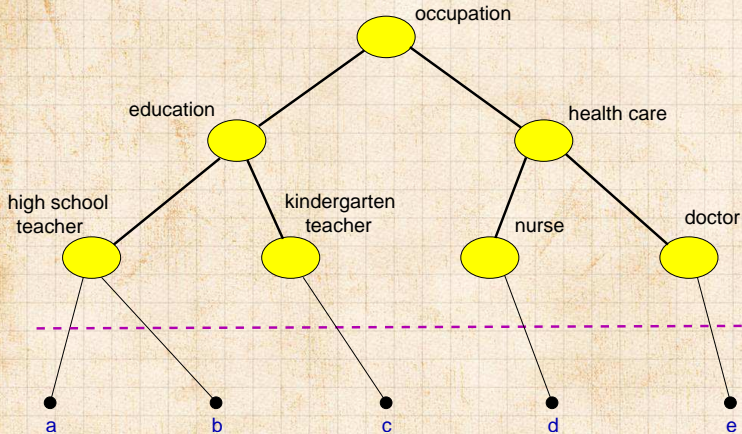 occupation
education
health care
high school
teacher
kindergarten
teacher
nurse
doctor
a
b
c
d
e